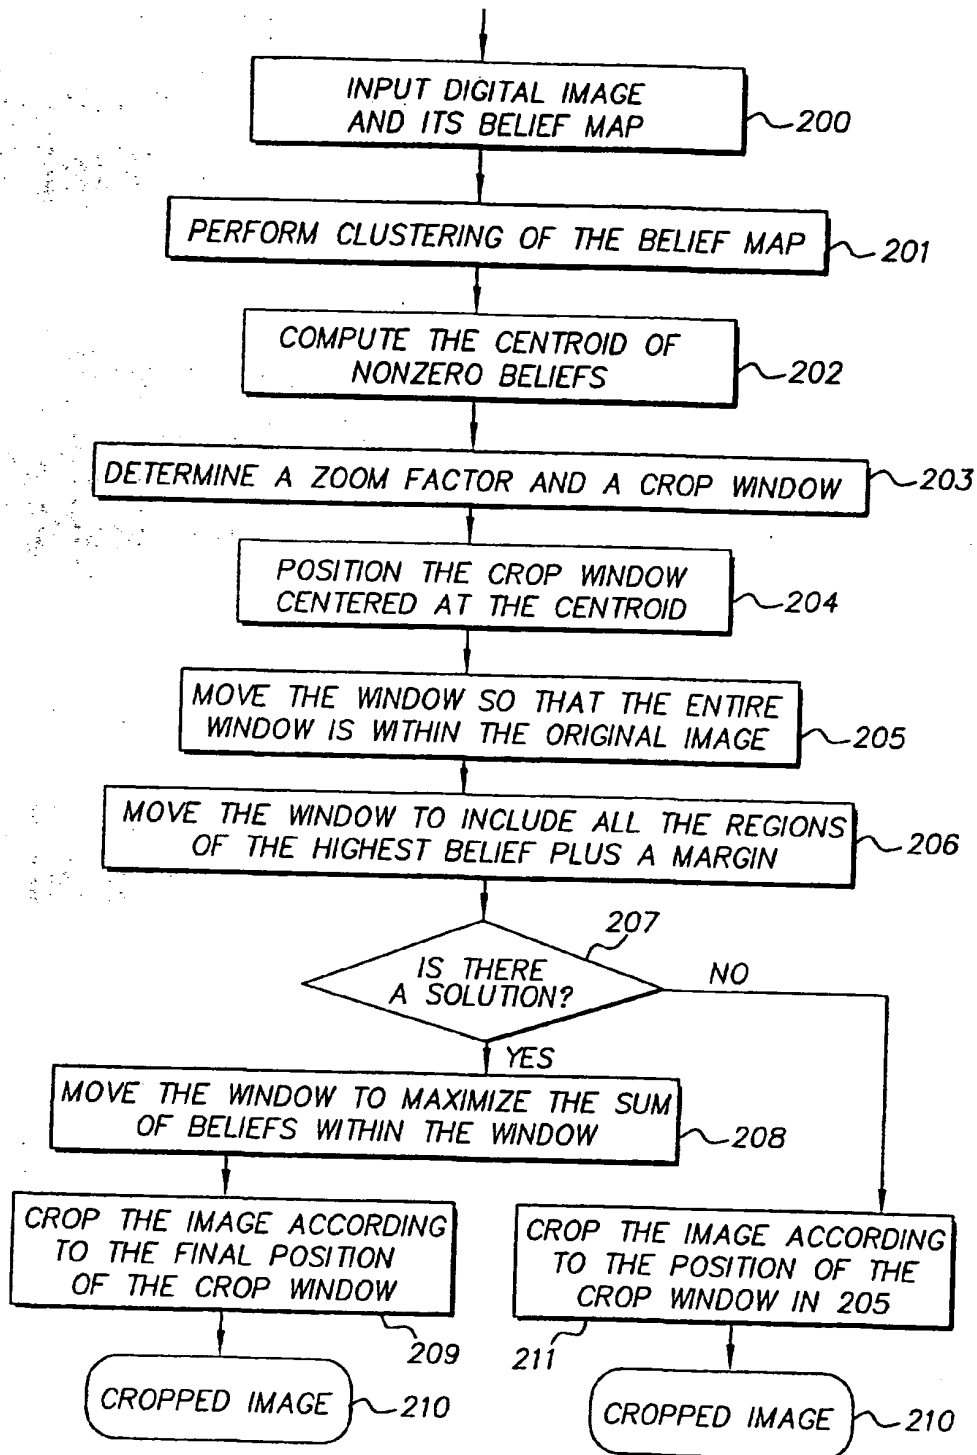 INPUT DIGITAL IMAGE
AND ITS BELIEF MAP
200
PERFORM CLUSTERING OF THE BELIEF MAP
201
COMPUTE THE CENTROID OF
NONZERO BELIEFS
202
DETERMINE A ZOOM FACTOR AND A CROP WINDOW
203
POSITION THE CROP WINDOW
CENTERED AT THE CENTROID
204
MOVE THE WINDOW SO THAT THE ENTIRE
WINDOW IS WITHIN THE ORIGINAL IMAGE
205
MOVE THE WINDOW TO INCLUDE ALL THE REGIONS
OF THE HIGHEST BELIEF PLUS A MARGIN
206
207
IS THERE
A SOLUTION?
NO
YES
MOVE THE WINDOW TO MAXIMIZE THE SUM
OF BELIEFS WITHIN THE WINDOW
208
CROP THE IMAGE ACCORDING
TO THE FINAL POSITION
OF THE CROP WINDOW
209
CROP THE IMAGE ACCORDING
TO THE POSITION OF THE
CROP WINDOW IN 205
211
CROPPED IMAGE
210
CROPPED IMAGE
210